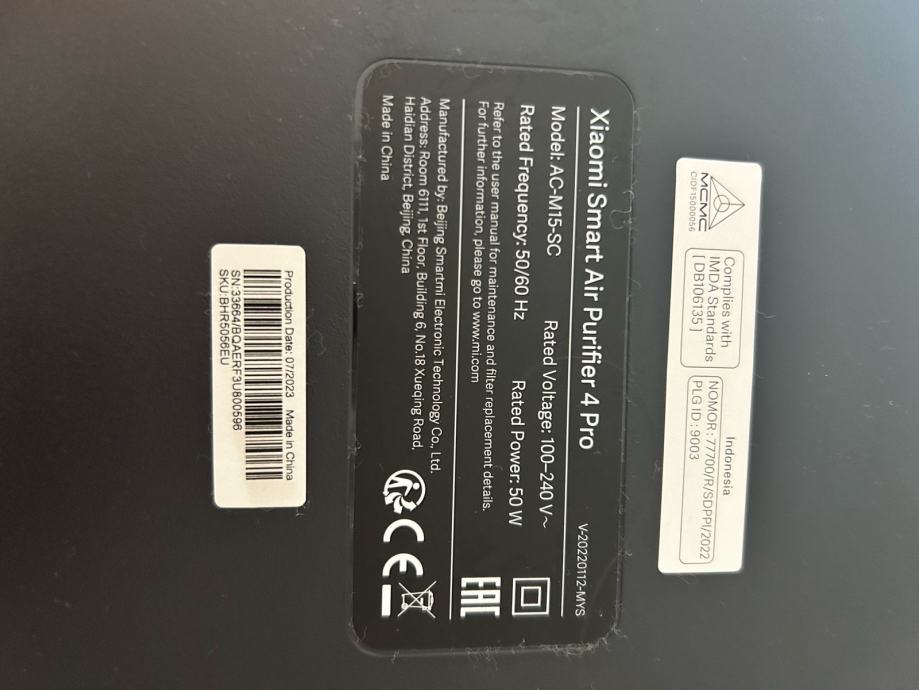 MCMC
CIDF15000056
Complies with
IMDA Standards
[ DB106135 ]
Indonesia
NOMOR : 77700/R/SDPPI/2022
PLG ID : 9003
Xiaomi Smart Air Purifier 4 Pro
V-20220112-MYS
Model: AC-M15-SC Rated Voltage: 100–240 V~
Rated Frequency: 50/60 Hz Rated Power: 50 W
Refer to the user manual for maintenance and filter replacement details.
For further information, please go to www.mi.com
EAC
Manufactured by: Beijing Smartmi Electronic Technology Co., Ltd.
Address: Room 6111, 1st Floor, Building 6, No.18 Xueqing Road,
Haidian District, Beijing, China
Made in China
CE
Production Date: 07/2023 Made in China
SN:33664/BQAERF3U800596
SKU:BHR5056EU